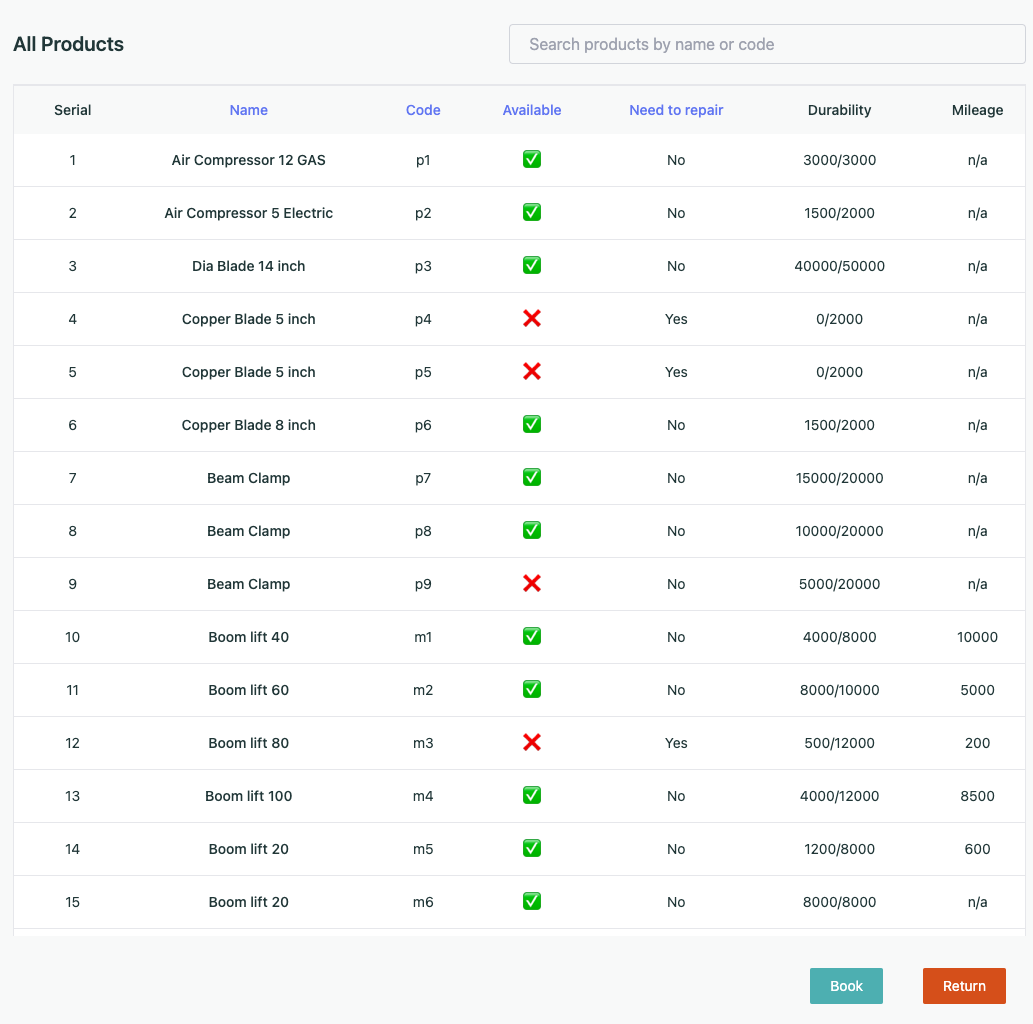 All Products
Search products by name or code
Serial Name Code Available Need to repair Durability Mileage
1 Air Compressor 12 GAS p1 ✅ No 3000/3000 n/a
2 Air Compressor 5 Electric p2 ✅ No 1500/2000 n/a
3 Dia Blade 14 inch p3 ✅ No 40000/50000 n/a
4 Copper Blade 5 inch p4 ❌ Yes 0/2000 n/a
5 Copper Blade 5 inch p5 ❌ Yes 0/2000 n/a
6 Copper Blade 8 inch p6 ✅ No 1500/2000 n/a
7 Beam Clamp p7 ✅ No 15000/20000 n/a
8 Beam Clamp p8 ✅ No 10000/20000 n/a
9 Beam Clamp p9 ❌ No 5000/20000 n/a
10 Boom lift 40 m1 ✅ No 4000/8000 10000
11 Boom lift 60 m2 ✅ No 8000/10000 5000
12 Boom lift 80 m3 ❌ Yes 500/12000 200
13 Boom lift 100 m4 ✅ No 4000/12000 8500
14 Boom lift 20 m5 ✅ No 1200/8000 600
15 Boom lift 20 m6 ✅ No 8000/8000 n/a
Book Return